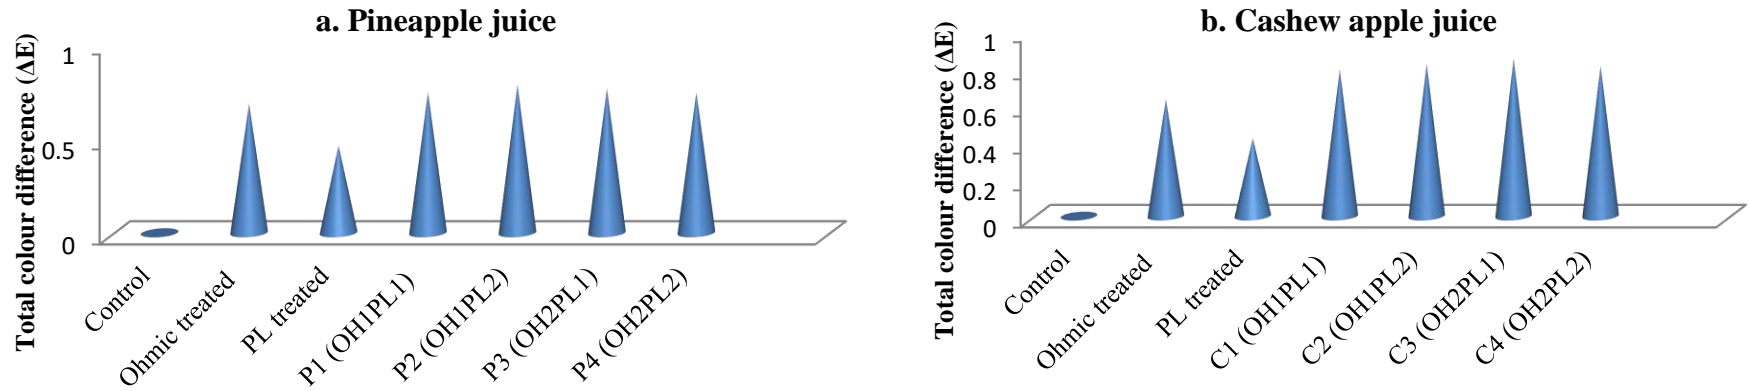 a. Pineapple juice
Total colour difference (ΔE)
1
0.5
0
Control
Ohmic treated
PL treated
P1 (OH1PL1)
P2 (OH1PL2)
P3 (OH2PL1)
P4 (OH2PL2)
b. Cashew apple juice
Total colour difference (ΔE)
1
0.8
0.6
0.4
0.2
0
Control
Ohmic treated
PL treated
C1 (OH1PL1)
C2 (OH1PL2)
C3 (OH2PL1)
C4 (OH2PL2)